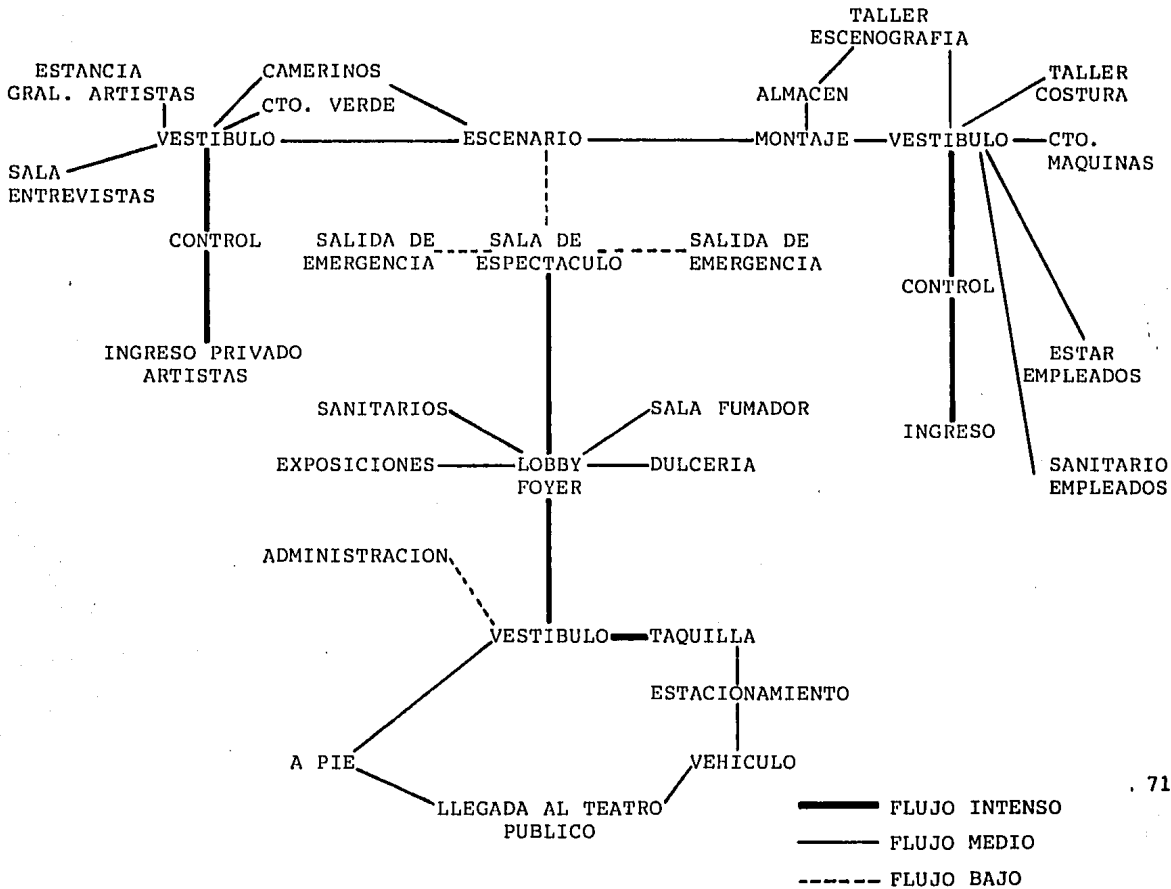 TALLER
ESCENOGRAFIA
ESTANCIA
GRAL. ARTISTAS
CAMERINOS
CTO. VERDE
ALMACEN
TALLER
COSTURA
VESTIBULO
ESCENARIO
MONTAJE
VESTIBULO
CTO.
MAQUINAS
SALA
ENTREVISTAS
CONTROL
SALIDA DE
EMERGENCIA
SALA DE
ESPECTACULO
SALIDA DE
EMERGENCIA
CONTROL
INGRESO PRIVADO
ARTISTAS
ESTAR
EMPLEADOS
SANITARIOS
SALA FUMADOR
INGRESO
EXPOSICIONES
LOBBY
FOYER
DULCERIA
SANITARIO
EMPLEADOS
ADMINISTRACION
VESTIBULO
TAQUILLA
ESTACIONAMIENTO
A PIE
VEHICULO
LLEGADA AL TEATRO
PUBLICO
. 71
FLUJO INTENSO
FLUJO MEDIO
FLUJO BAJO